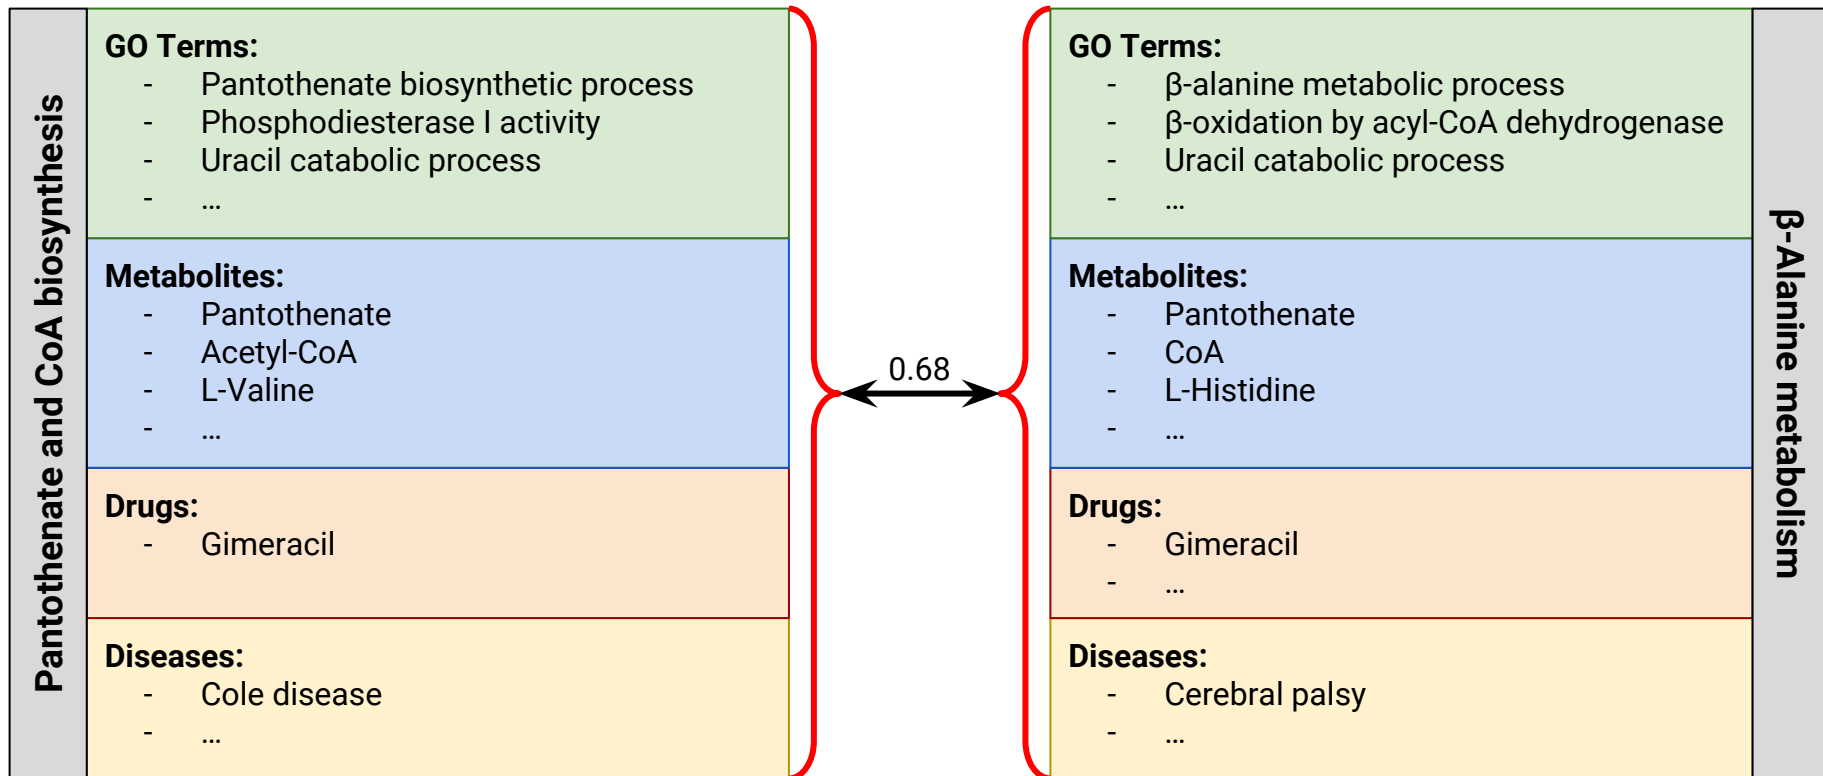 Pantothenate and CoA biosynthesis
GO Terms:
- Pantothenate biosynthetic process
- Phosphodiesterase I activity
- Uracil catabolic process
- …
Metabolites:
- Pantothenate
- Acetyl-CoA
- L-Valine
- …
Drugs:
- Gimeracil
Diseases:
- Cole disease
- …
0.68
GO Terms:
- β-alanine metabolic process
- β-oxidation by acyl-CoA dehydrogenase
- Uracil catabolic process
- …
Metabolites:
- Pantothenate
- CoA
- L-Histidine
- …
Drugs:
- Gimeracil
- …
Diseases:
- Cerebral palsy
- …
β-Alanine metabolism